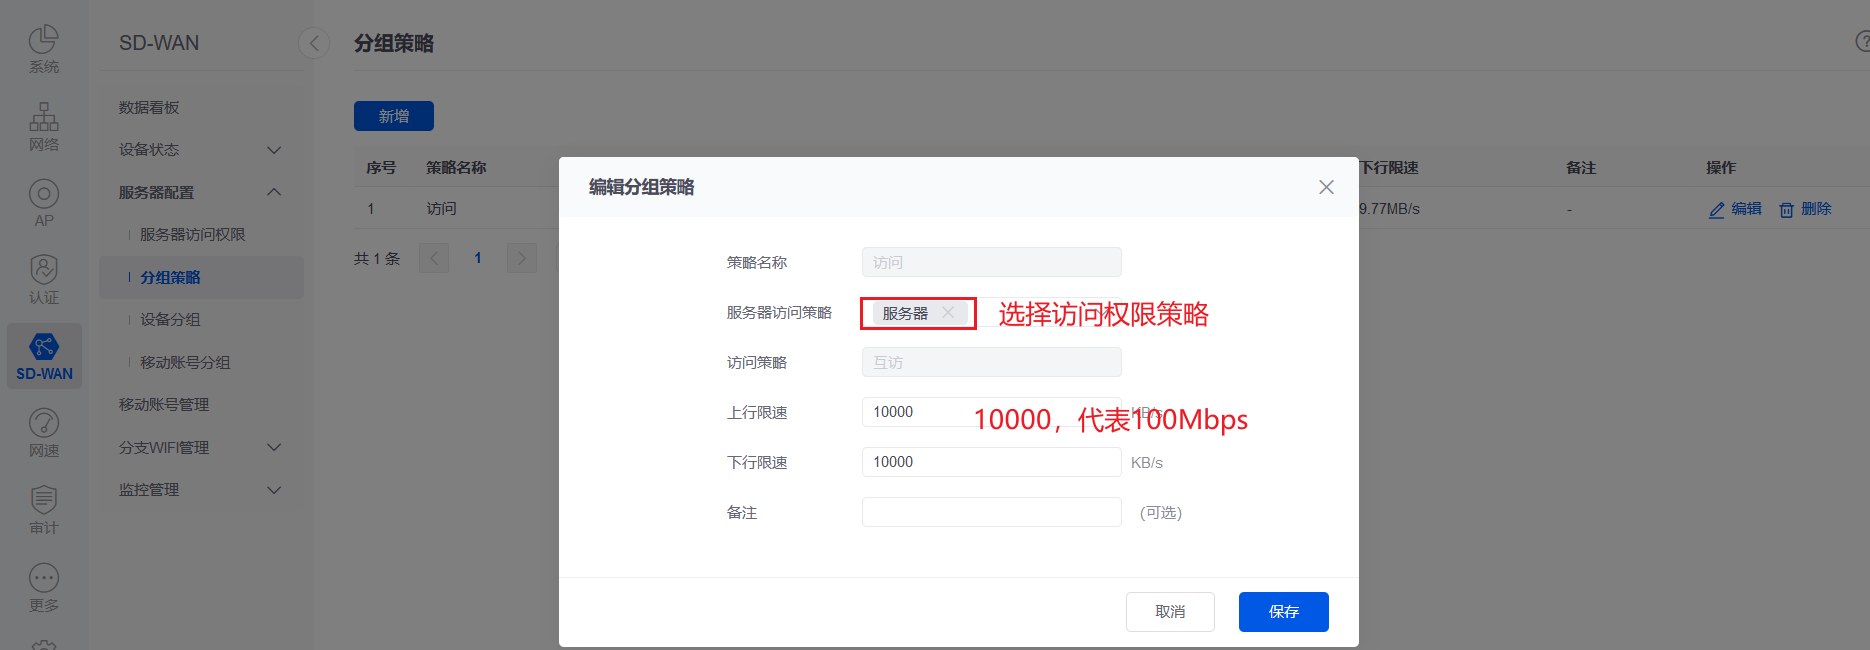 系统
网络
AP
认证
SD-WAN
网速
审计
更多
SD-WAN
数据看板
设备状态
服务器配置
服务器访问权限
分组策略
设备分组
移动账号分组
移动账号管理
分支WIFI管理
监控管理
分组策略
新增
序号 策略名称 下行限速 备注 操作
1 访问 9.77MB/s - 编辑 删除
共 1 条 1
编辑分组策略
策略名称 访问
服务器访问策略 服务器 选择访问权限策略
访问策略 互访
上行限速 10000 KB/s
10000，代表100Mbps
下行限速 10000 KB/s
备注 (可选)
取消 保存